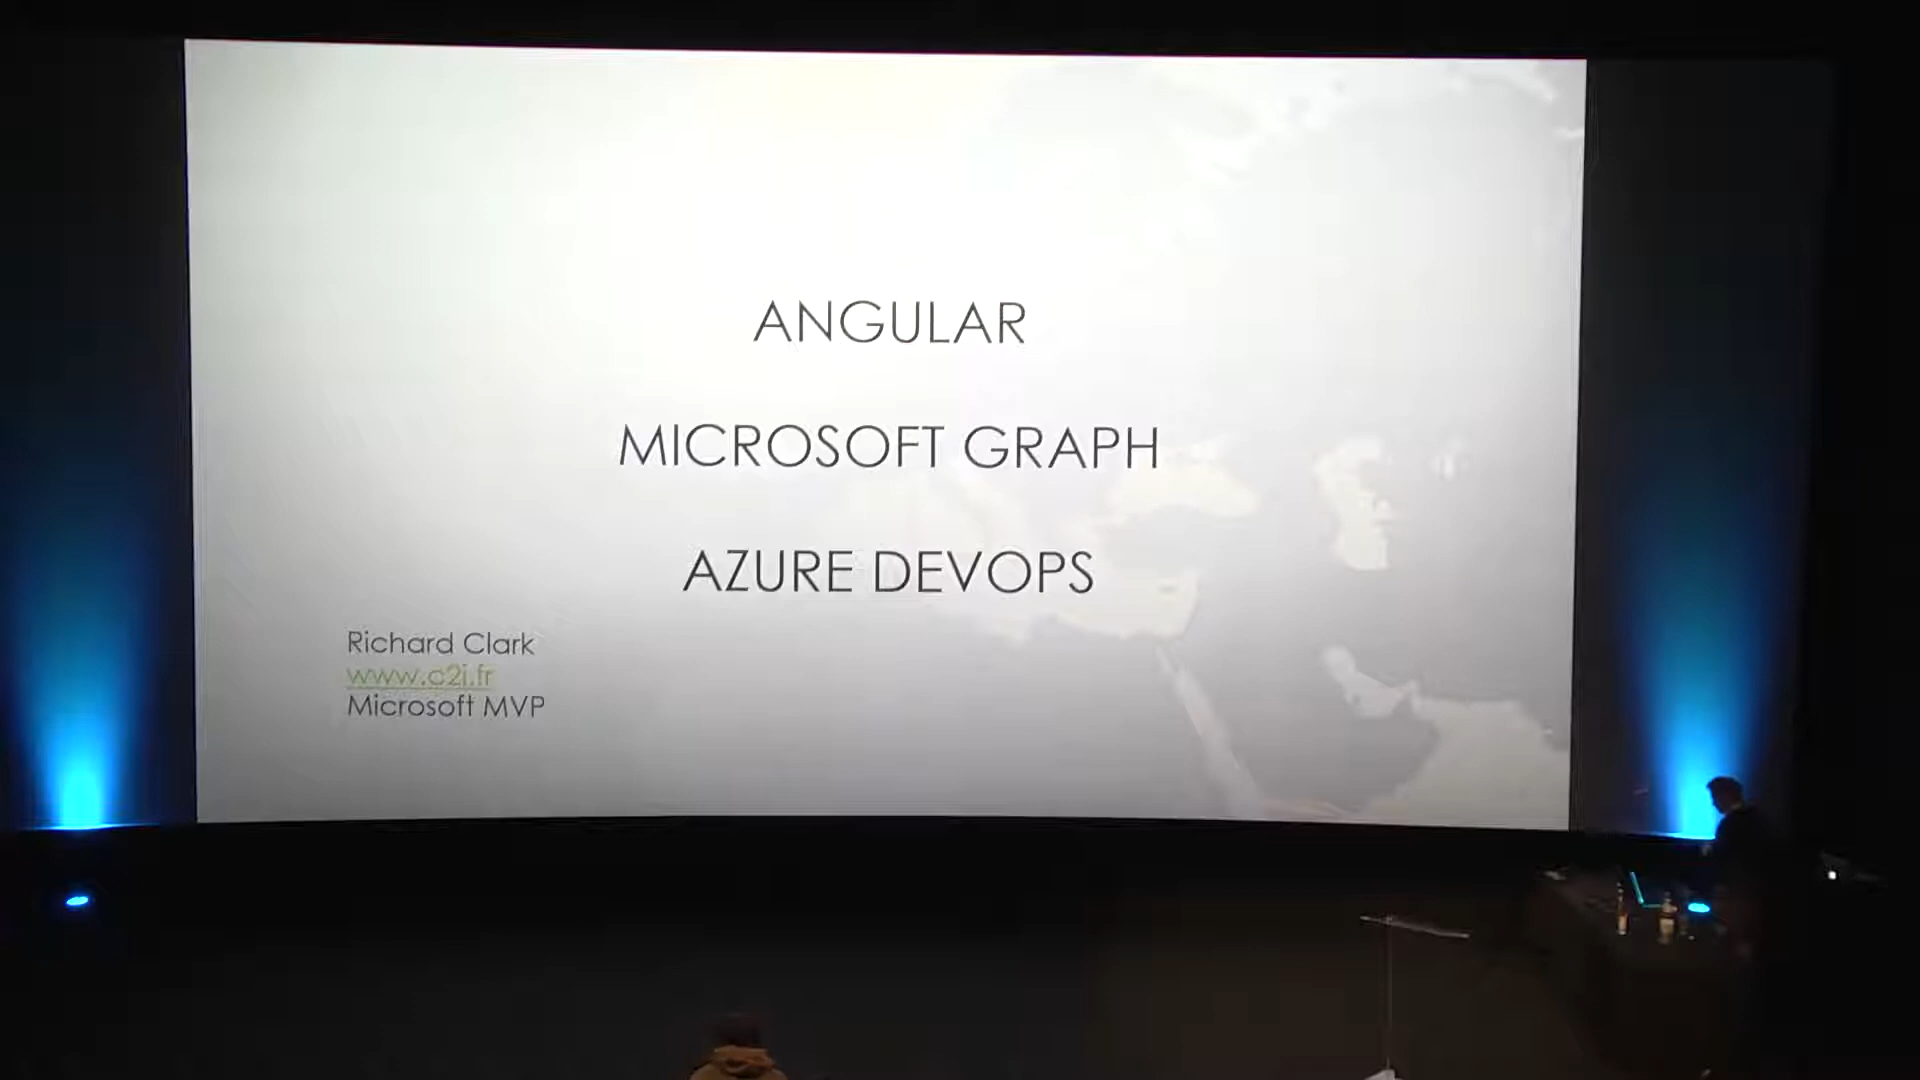 ANGULAR
MICROSOFT GRAPH
AZURE DEVOPS
Richard Clark
www.c2i.fr
Microsoft MVP